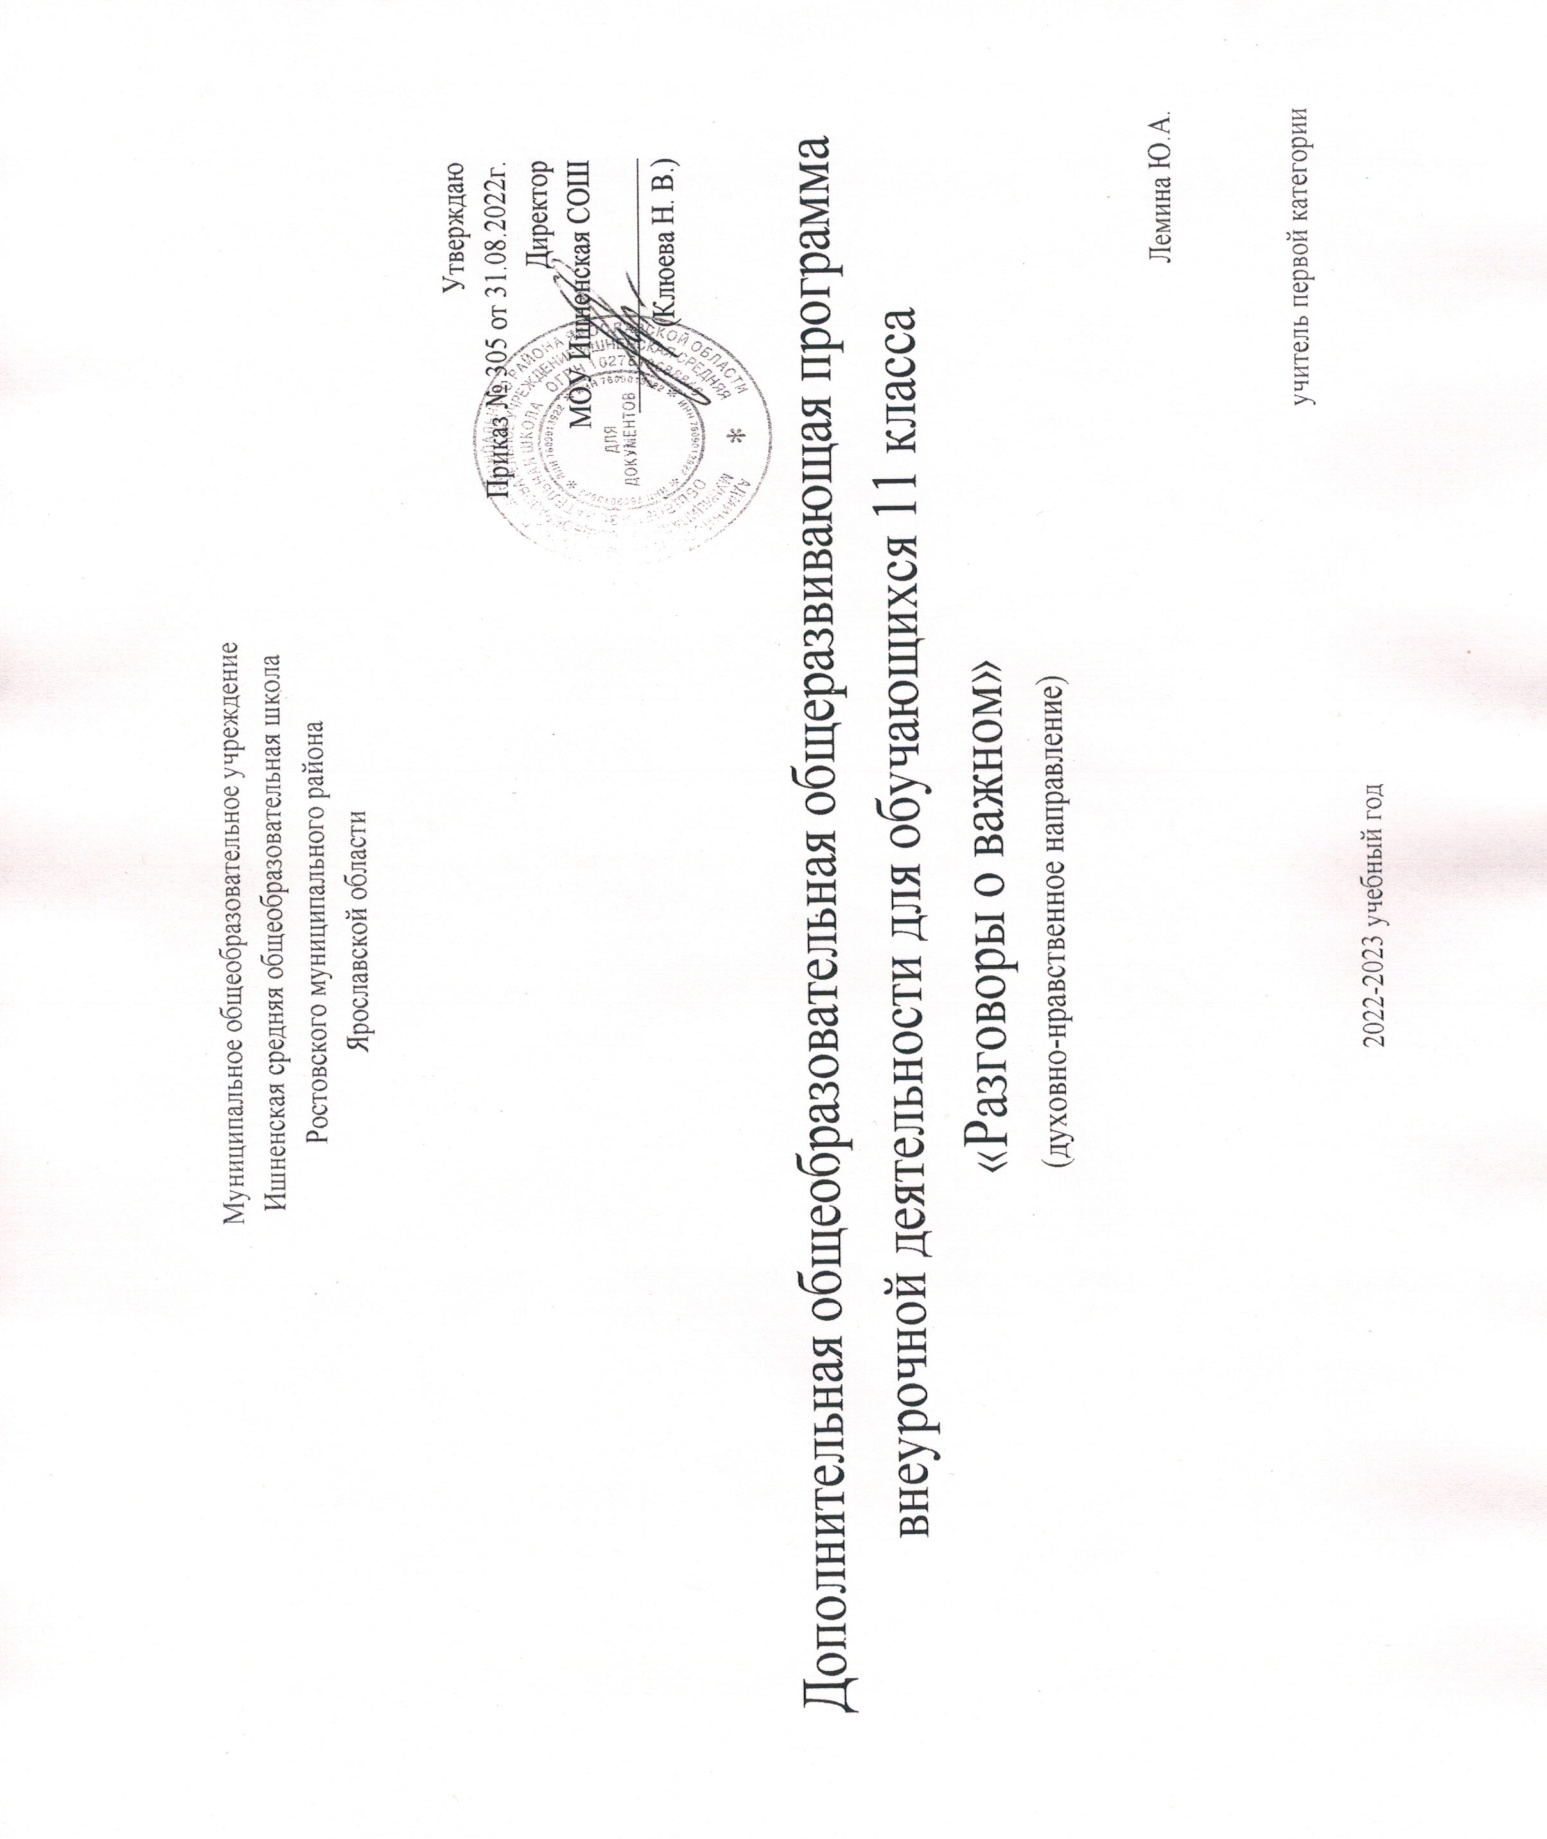 Муниципальное общеобразовательное учреждение
Ишненская средняя общеобразовательная школа
Ростовского муниципального района
Ярославской области
Утверждаю
Приказ № 305 от 31.08.2022г.
Директор
МОУ Ишненская СОШ
(Клюева Н. В.)
ДЛЯ
ДОКУМЕНТОВ
Дополнительная общеобразовательная общеразвивающая программа
внеурочной деятельности для обучающихся 11 класса
«Разговоры о важном»
(духовно-нравственное направление)
Лемина Ю.А.
учитель первой категории
2022-2023 учебный год